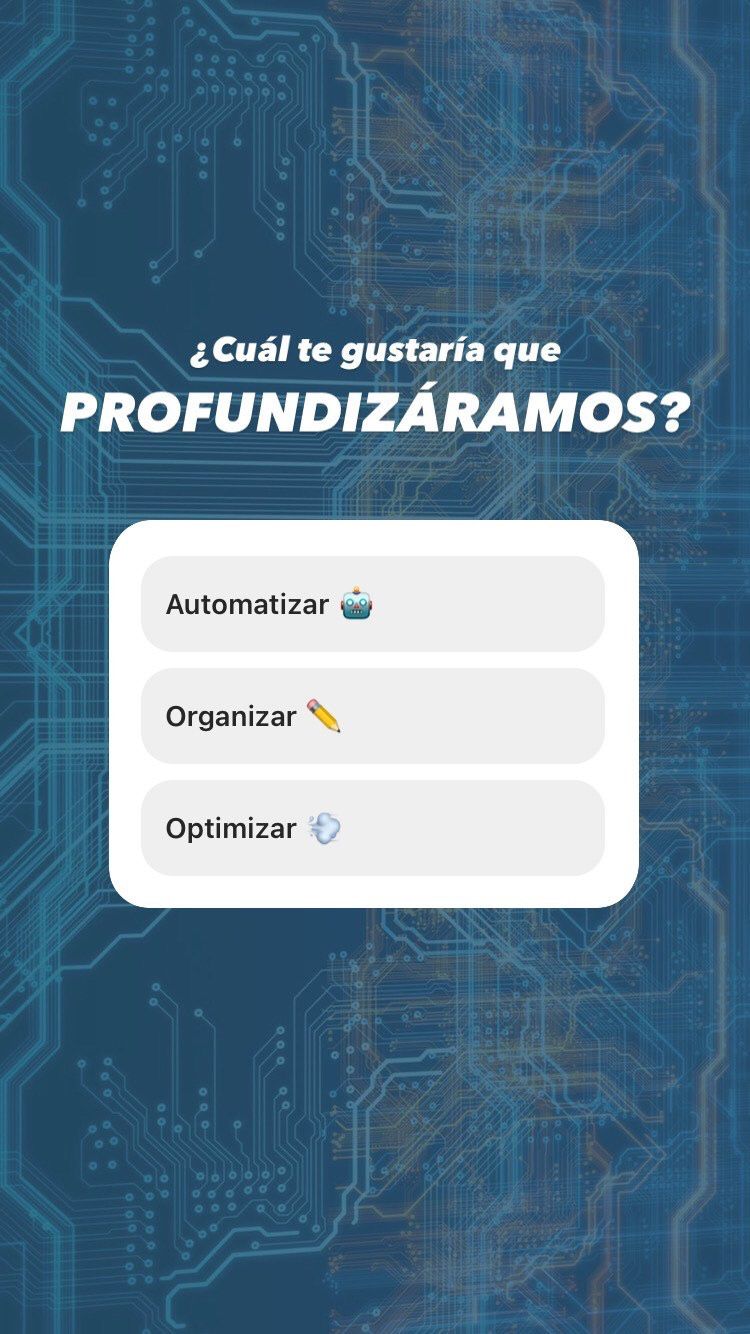 ¿Cuál te gustaría que
PROFUNDIZÁRAMOS?
Automatizar 🤖
Organizar ✏️
Optimizar 💨